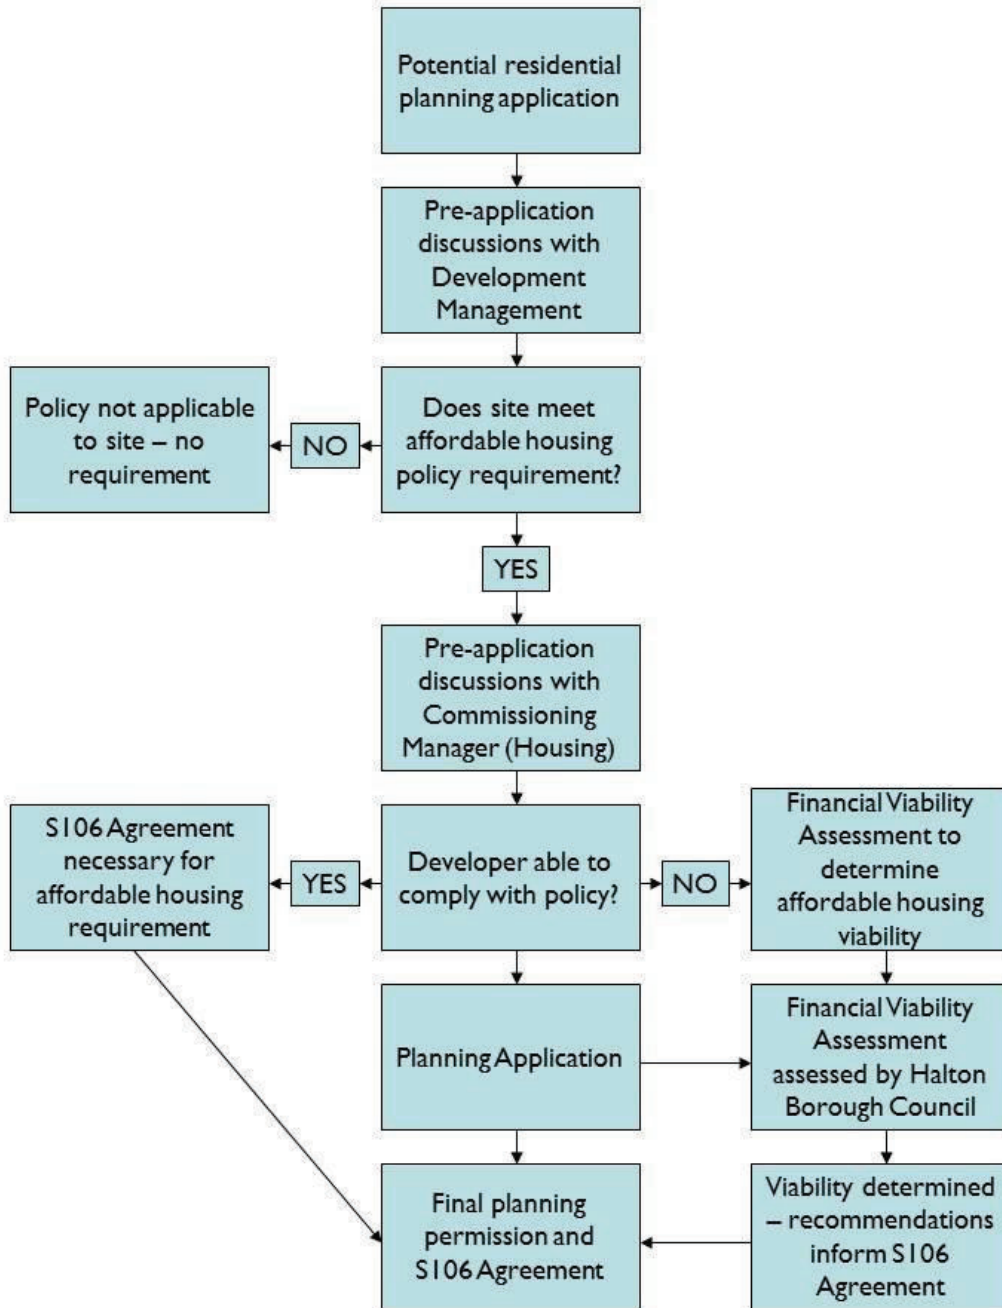 Potential residential
planning application
Pre-application
discussions with
Development
Management
Does site meet
affordable housing
policy requirement?
NO
Policy not applicable
to site – no
requirement
YES
Pre-application
discussions with
Commissioning
Manager (Housing)
Developer able to
comply with policy?
YES
S106 Agreement
necessary for
affordable housing
requirement
NO
Financial Viability
Assessment to
determine
affordable housing
viability
Planning Application
Financial Viability
Assessment
assessed by Halton
Borough Council
Final planning
permission and
S106 Agreement
Viability determined
– recommendations
inform S106
Agreement